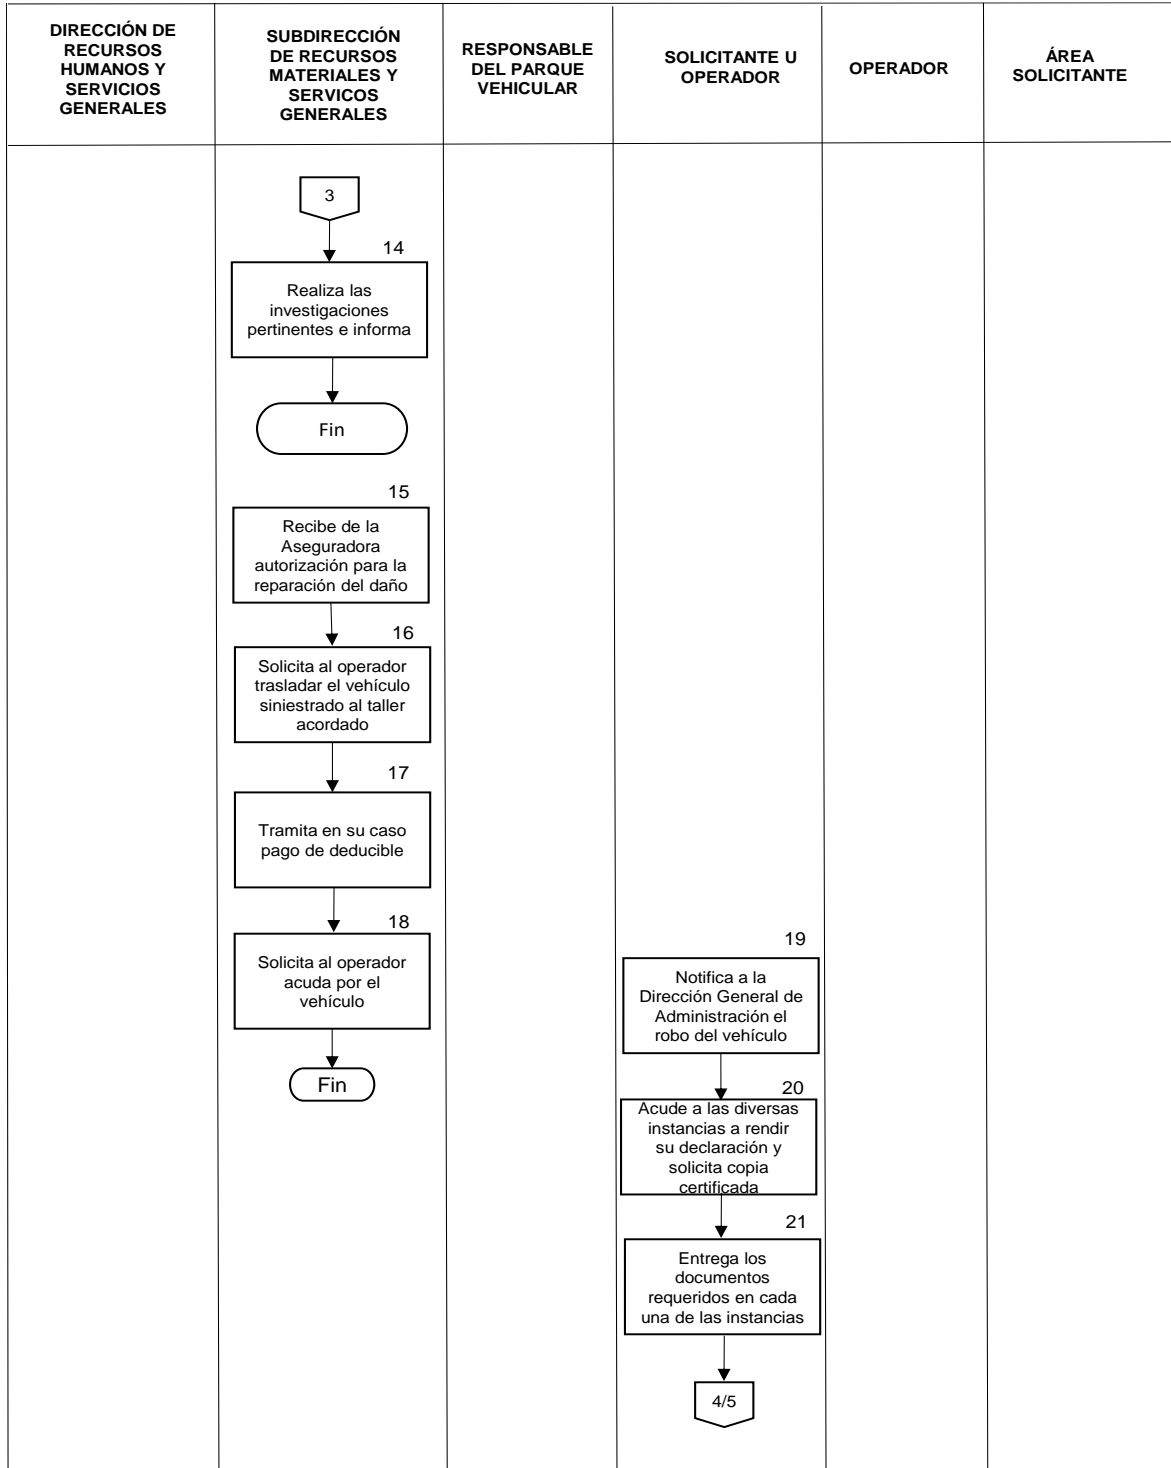 DIRECCIÓN DE
RECURSOS
HUMANOS Y
SERVICIOS
GENERALES
SUBDIRECCIÓN
DE RECURSOS
MATERIALES Y
SERVICOS
GENERALES
RESPONSABLE
DEL PARQUE
VEHICULAR
SOLICITANTE U
OPERADOR
OPERADOR
ÁREA
SOLICITANTE
3
14
Realiza las
investigaciones
pertinentes e informa
Fin
15
Recibe de la
Aseguradora
autorización para la
reparación del daño
16
Solicita al operador
trasladar el vehículo
siniestrado al taller
acordado
17
Tramita en su caso
pago de deducible
18
Solicita al operador
acuda por el
vehículo
Fin
19
Notifica a la
Dirección General de
Administración el
robo del vehículo
20
Acude a las diversas
instancias a rendir
su declaración y
solicita copia
certificada
21
Entrega los
documentos
requeridos en cada
una de las instancias
4/5